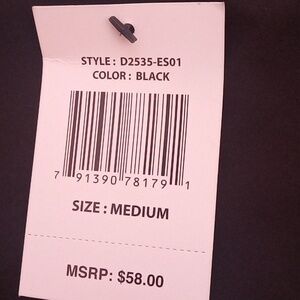 STYLE : D2535-ES01
COLOR : BLACK
7 91390 78179 1
SIZE : MEDIUM
MSRP: $58.00